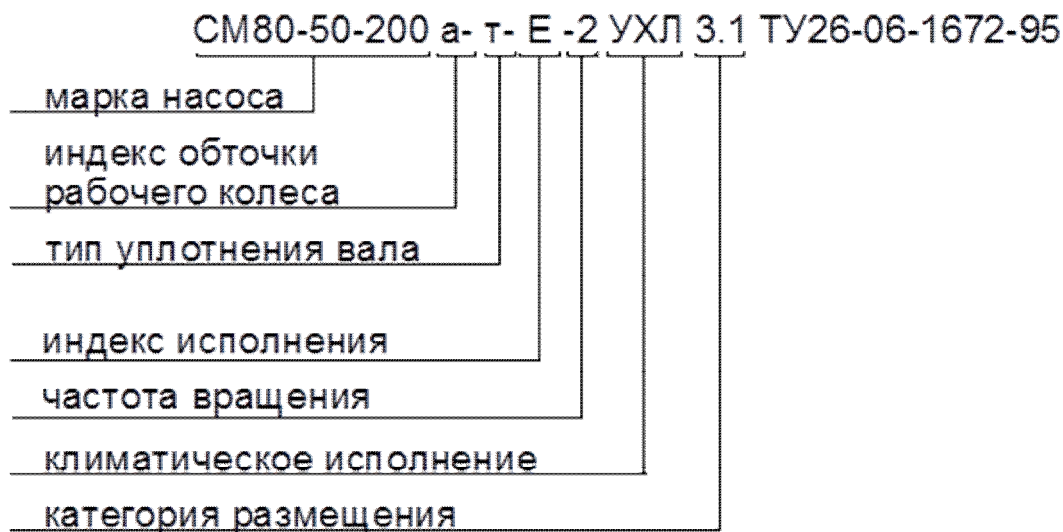 СМ80-50-200 а- т- Е -2 УХЛ 3.1 ТУ26-06-1672-95
марка насоса
индекс обточки
рабочего колеса
тип уплотнения вала
индекс исполнения
частота вращения
климатическое исполнение
категория размещения